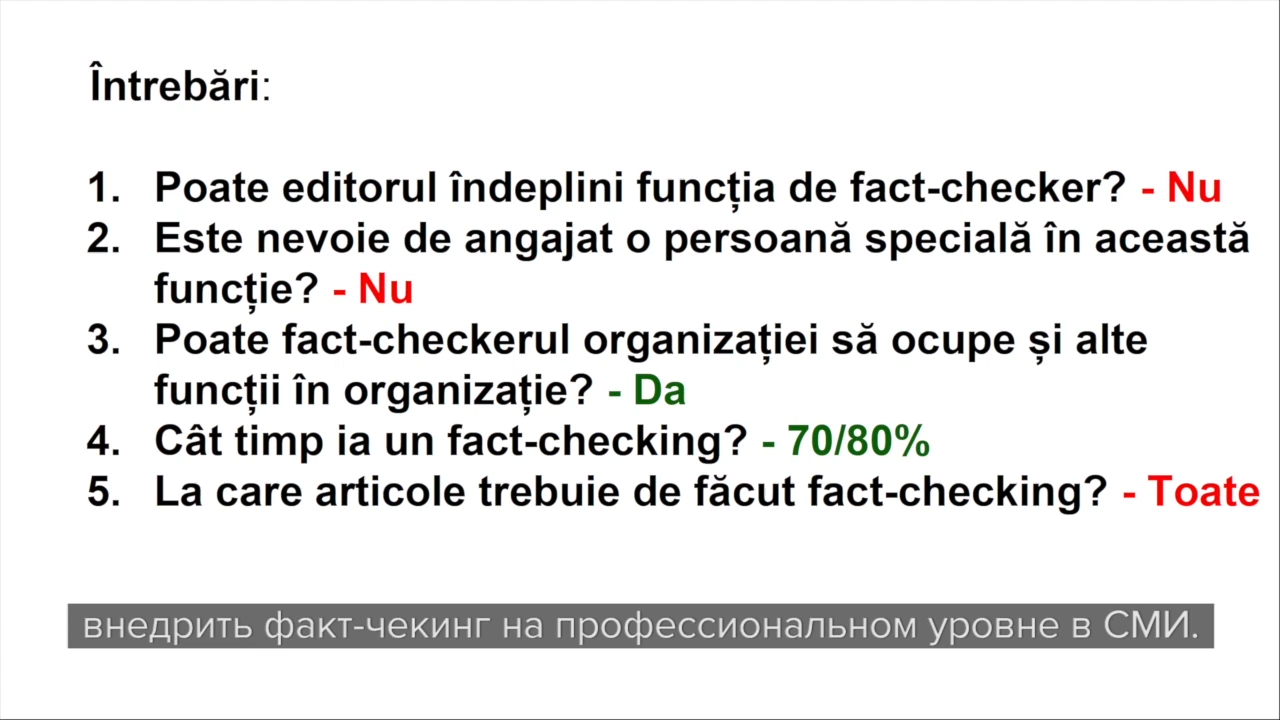 Întrebări:
1. Poate editorul îndeplini funcția de fact-checker? - Nu
2. Este nevoie de angajat o persoană specială în această
funcție? - Nu
3. Poate fact-checkerul organizației să ocupe și alte
funcții în organizație? - Da
4. Cât timp ia un fact-checking? - 70/80%
5. La care articole trebuie de făcut fact-checking? - Toate
внедрить факт-чекинг на профессиональном уровне в СМИ.